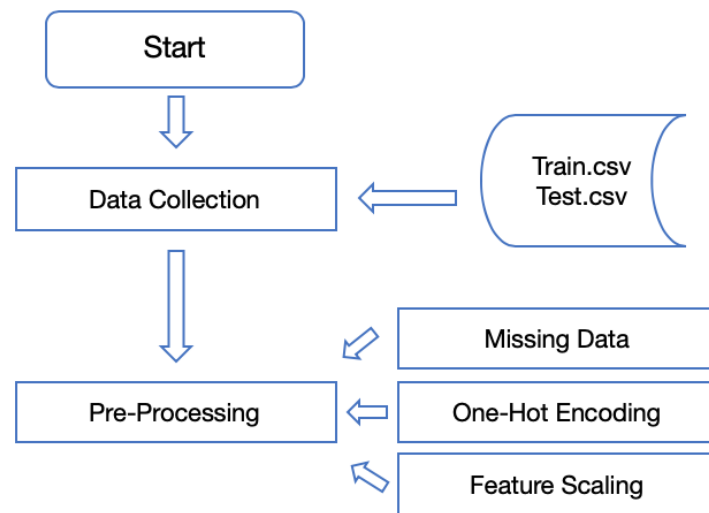 Start
Train.csv
Test.csv
Data Collection
Missing Data
Pre-Processing
One-Hot Encoding
Feature Scaling